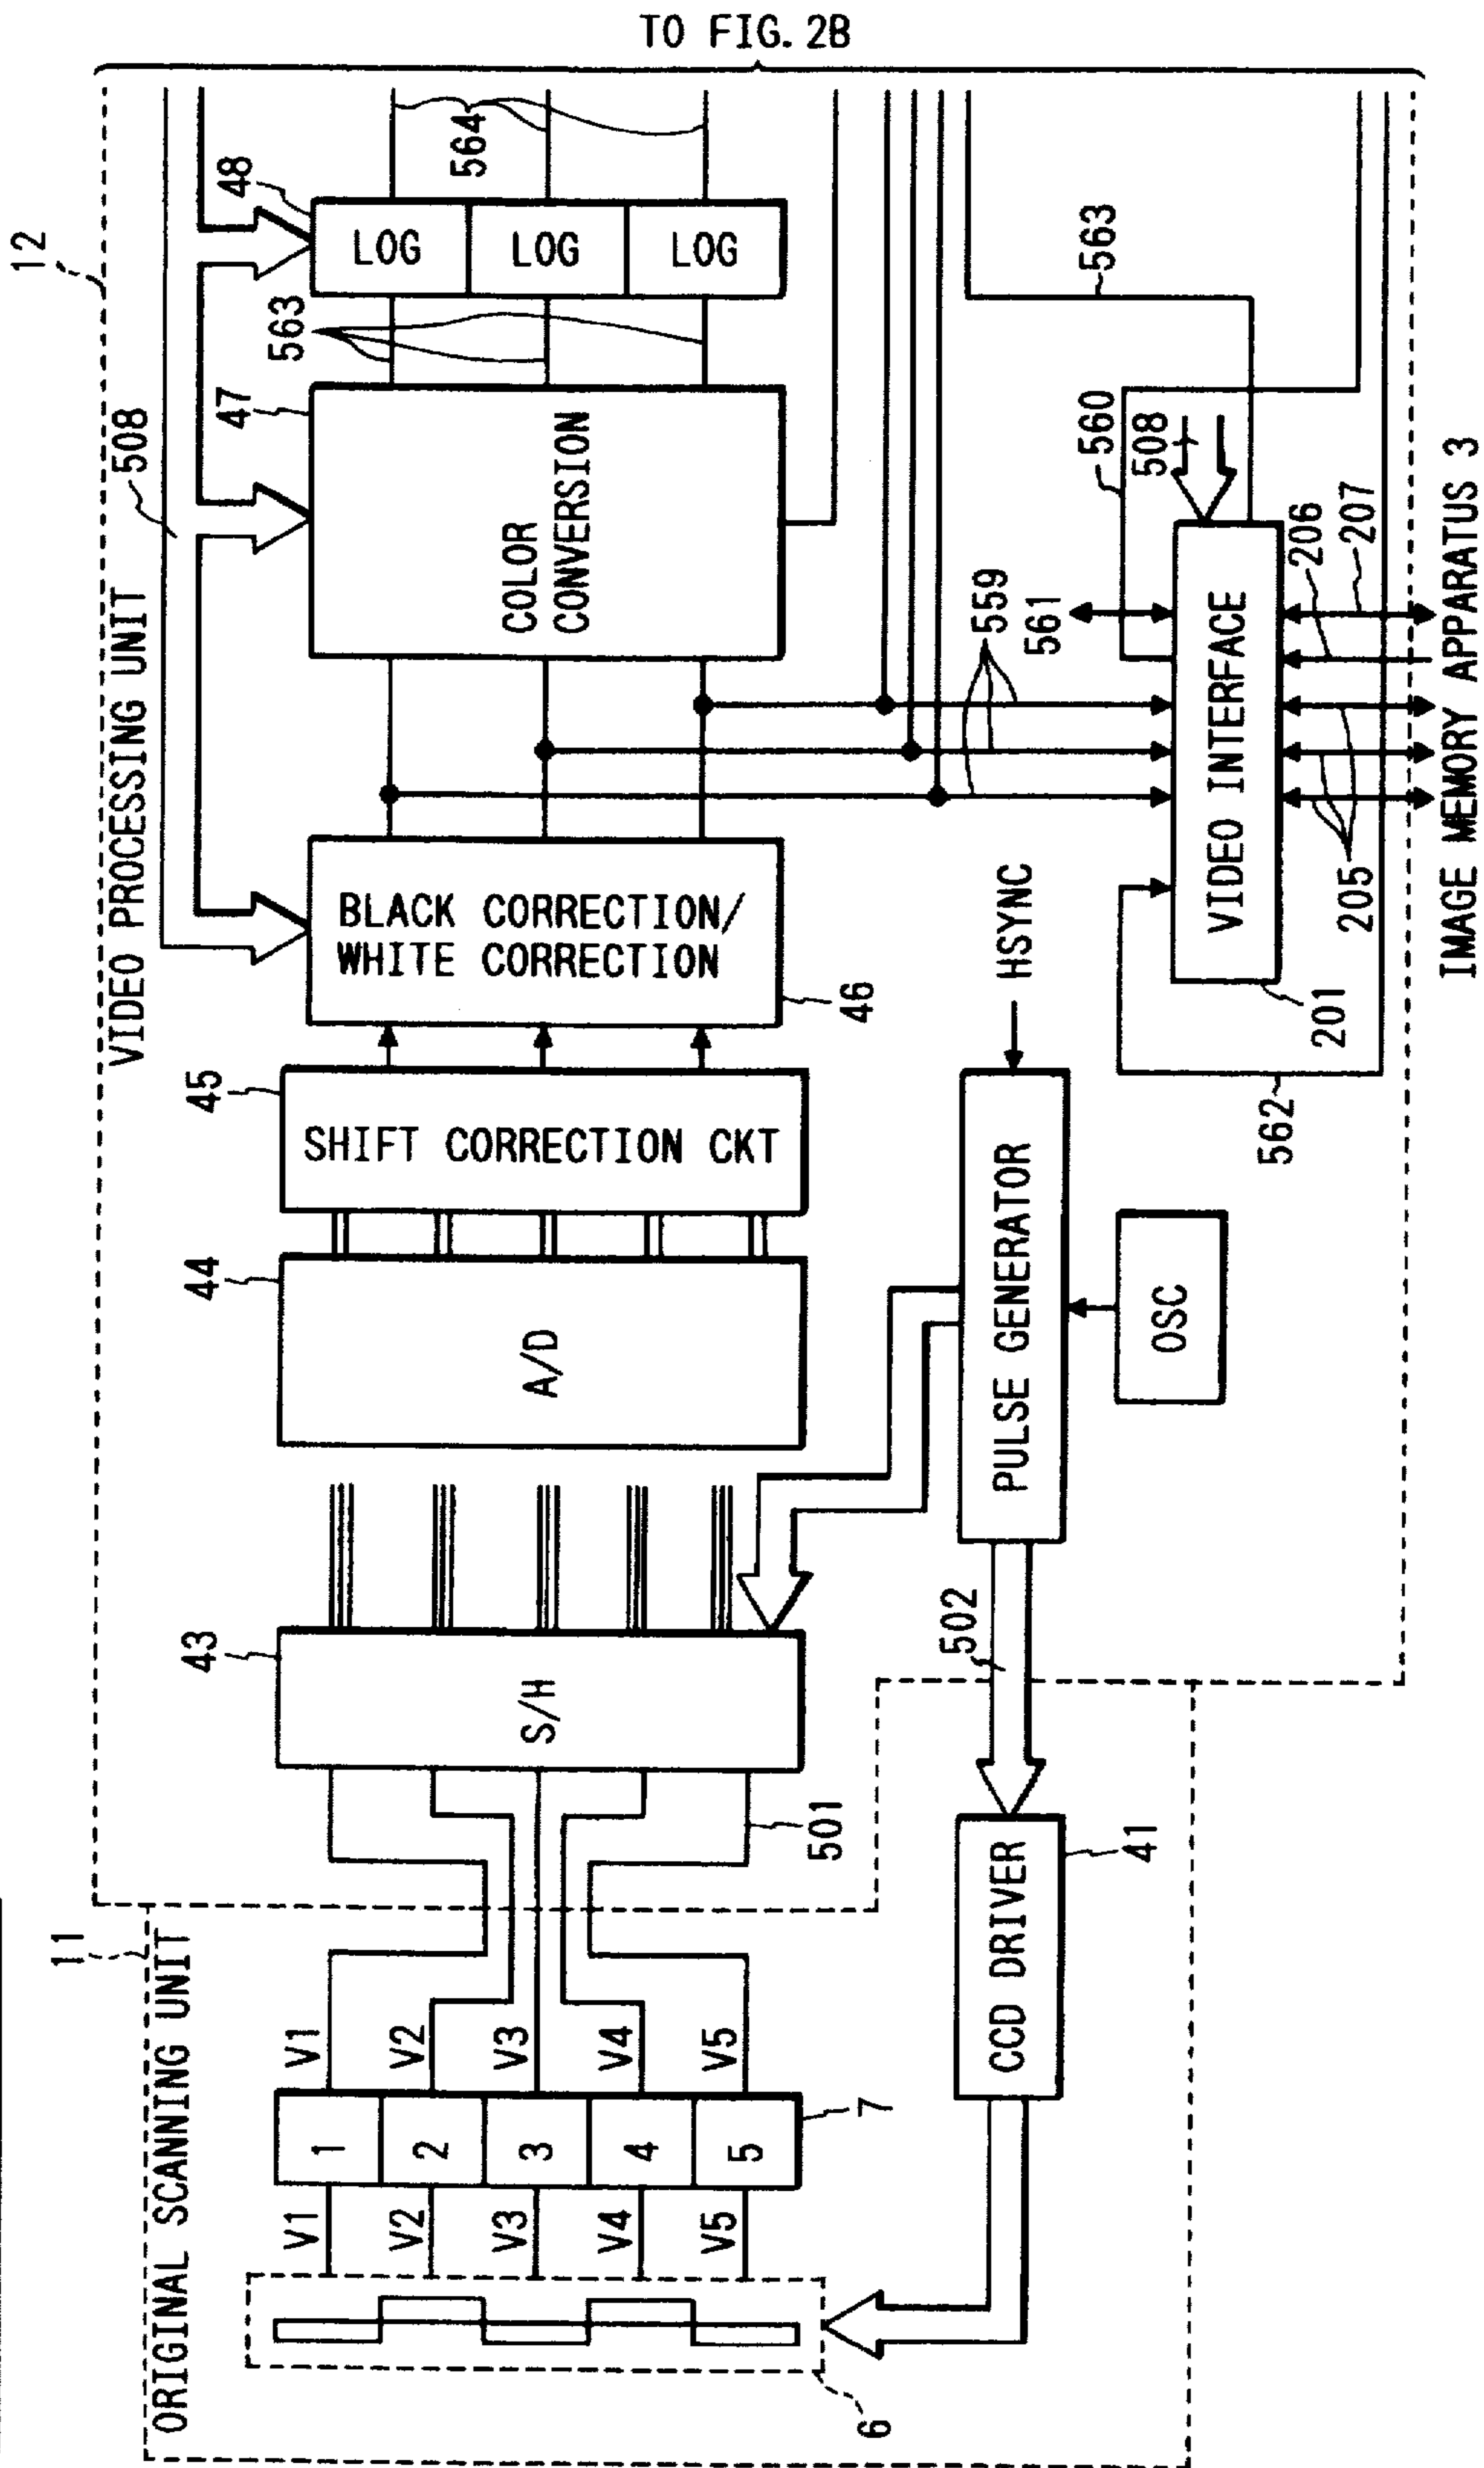 TO FIG. 2B
12
VIDEO PROCESSING UNIT
508
48
LOG
LOG
LOG
564
563
47
COLOR
CONVERSION
BLACK CORRECTION/
WHITE CORRECTION
46
45
SHIFT CORRECTION CKT
44
A/D
43
S/H
501
11
ORIGINAL SCANNING UNIT
V1
V2
V3
V4
V5
1
2
3
4
5
7
V1
V2
V3
V4
V5
6
CCD DRIVER
41
502
PULSE GENERATOR
HSYNC
OSC
559
561
560
508
563
VIDEO INTERFACE
201
562
205
206
207
IMAGE MEMORY APPARATUS 3